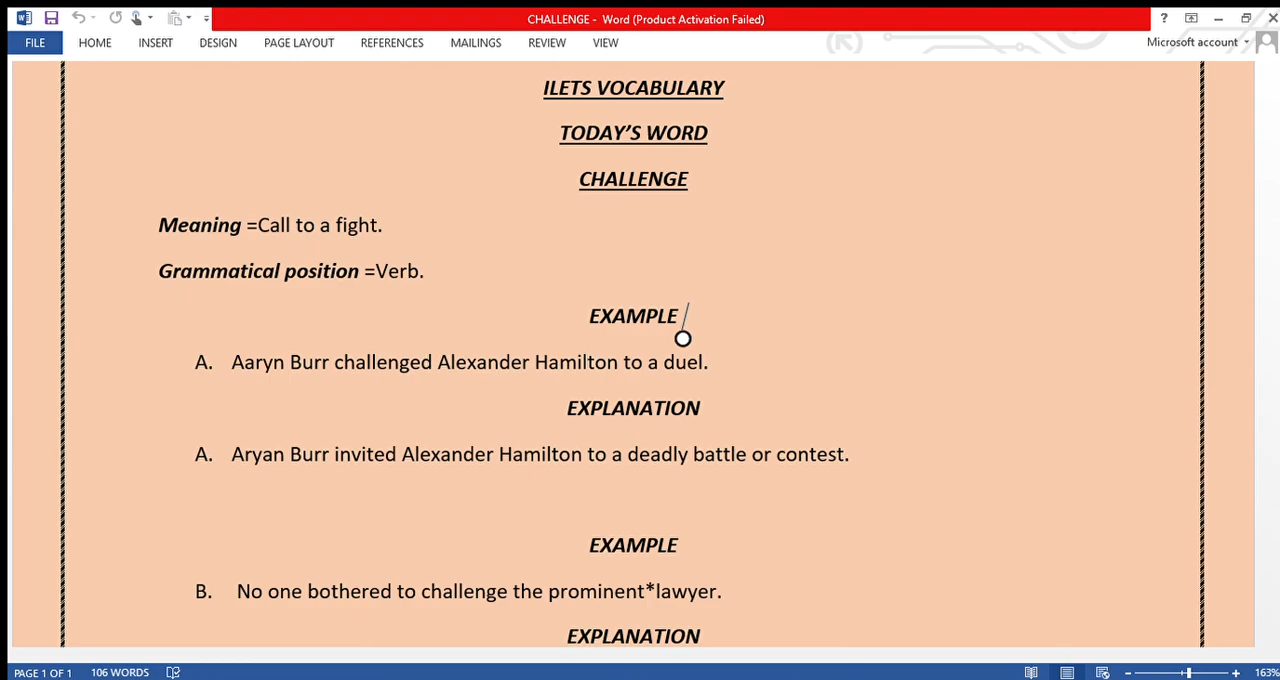 CHALLENGE - Word (Product Activation Failed)
?
FILE HOME INSERT DESIGN PAGE LAYOUT REFERENCES MAILINGS REVIEW VIEW Microsoft account
ILETS VOCABULARY
TODAY’S WORD
CHALLENGE
Meaning =Call to a fight.
Grammatical position =Verb.
EXAMPLE
A. Aaryn Burr challenged Alexander Hamilton to a duel.
EXPLANATION
A. Aryan Burr invited Alexander Hamilton to a deadly battle or contest.
EXAMPLE
B. No one bothered to challenge the prominent*lawyer.
EXPLANATION
PAGE 1 OF 1 106 WORDS 163%